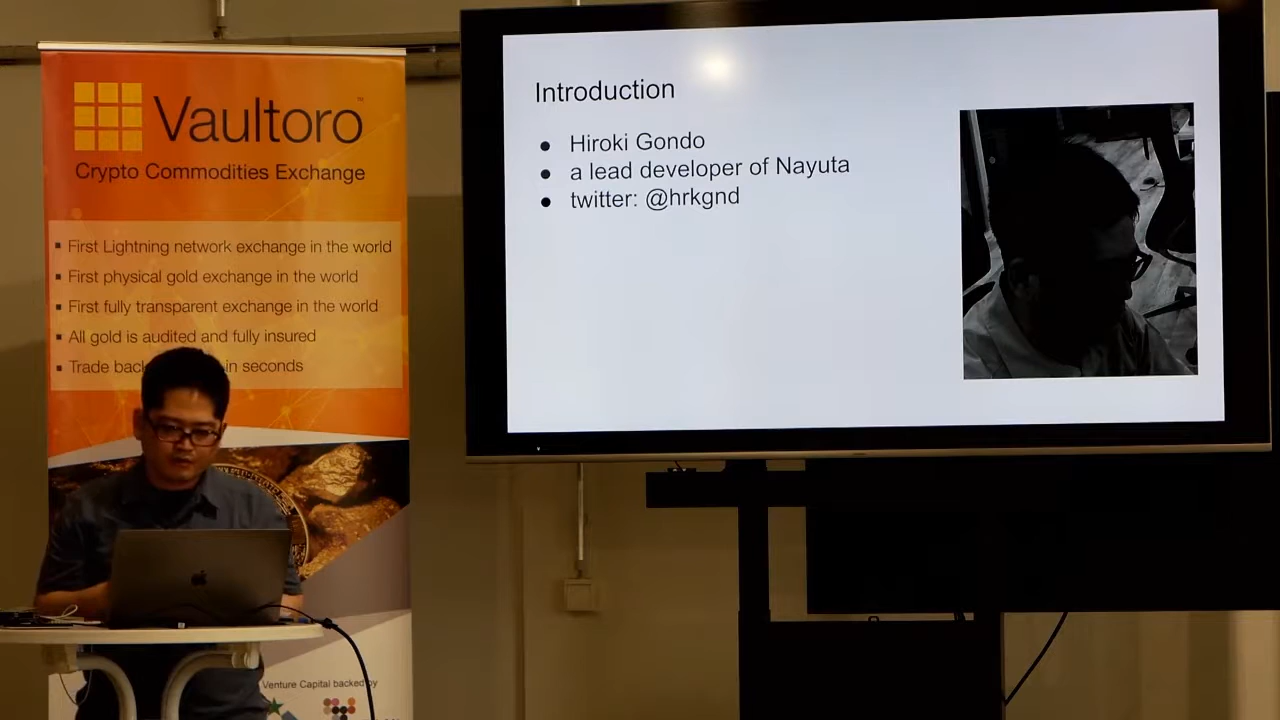 Vaultoro™
Crypto Commodities Exchange
▪ First Lightning network exchange in the world
▪ First physical gold exchange in the world
▪ First fully transparent exchange in the world
▪ All gold is audited and fully insured
▪ Trade back in seconds
Venture Capital backed by
Introduction
● Hiroki Gondo
● a lead developer of Nayuta
● twitter: @hrkgnd